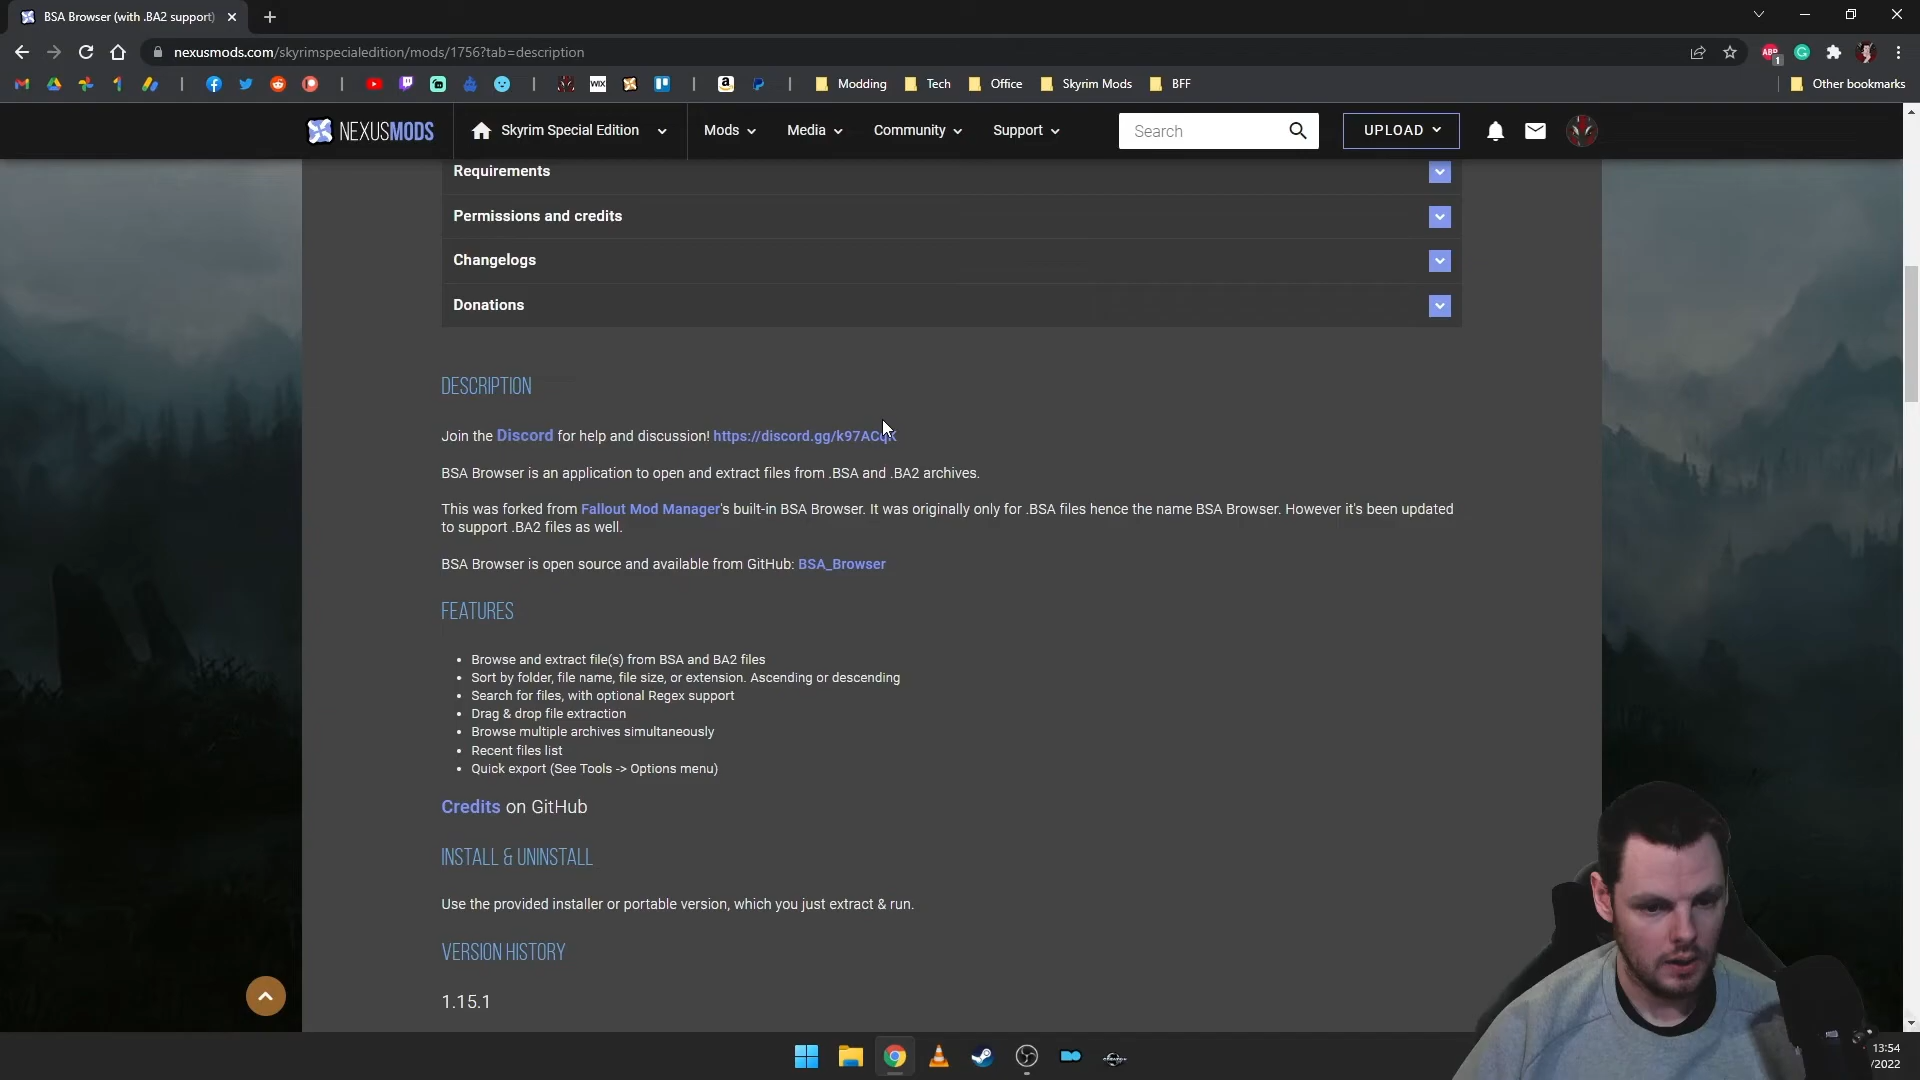 BSA Browser (with .BA2 support)
nexusmods.com/skyrimspecialedition/mods/1756?tab=description
Modding Tech Office Skyrim Mods BFF Other bookmarks
NEXUSMODS Skyrim Special Edition Mods Media Community Support Search UPLOAD
Requirements
Permissions and credits
Changelogs
Donations
DESCRIPTION
Join the Discord for help and discussion! https://discord.gg/k97ACqK
BSA Browser is an application to open and extract files from .BSA and .BA2 archives.
This was forked from Fallout Mod Manager's built-in BSA Browser. It was originally only for .BSA files hence the name BSA Browser. However it's been updated
to support .BA2 files as well.
BSA Browser is open source and available from GitHub: BSA_Browser
FEATURES
• Browse and extract file(s) from BSA and BA2 files
• Sort by folder, file name, file size, or extension. Ascending or descending
• Search for files, with optional Regex support
• Drag & drop file extraction
• Browse multiple archives simultaneously
• Recent files list
• Quick export (See Tools -> Options menu)
Credits on GitHub
INSTALL & UNINSTALL
Use the provided installer or portable version, which you just extract & run.
VERSION HISTORY
1.15.1
13:54
/2022